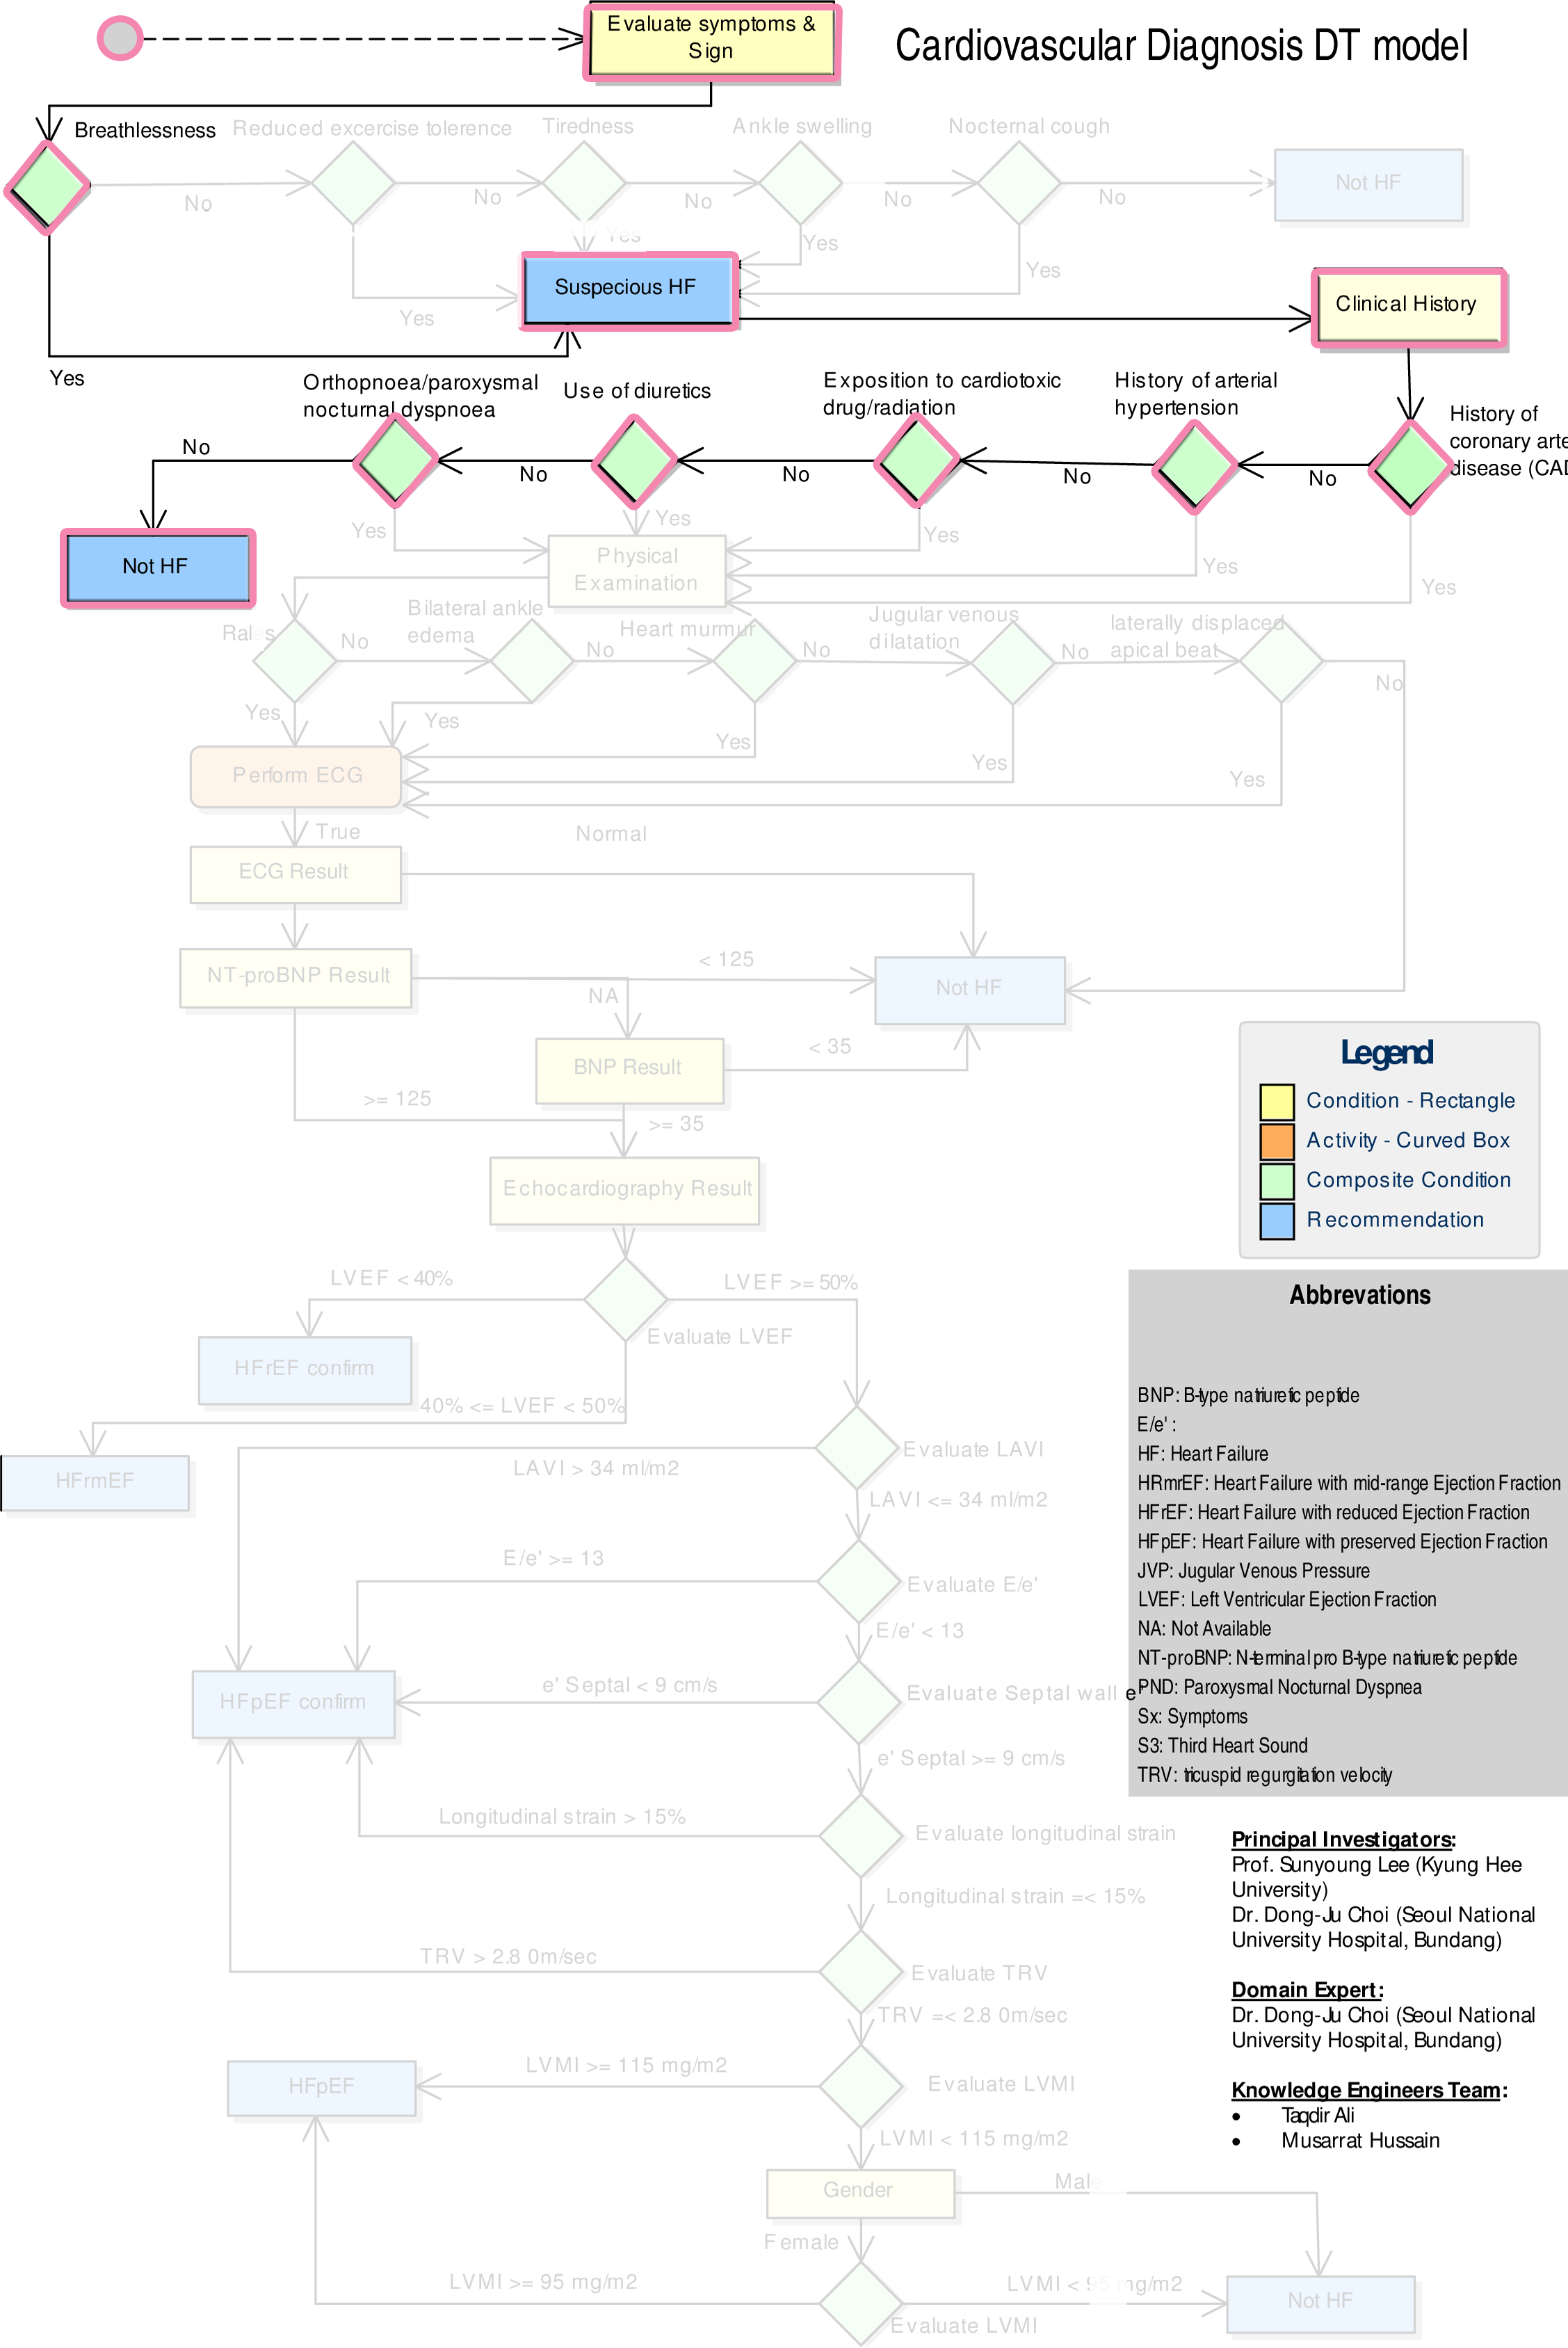 Evaluate symptoms &
Sign
Cardiovascular Diagnosis DT model
Breathlessness
Reduced excercise tolerence
Tiredness
Ankle swelling
Nocternal cough
No
No
No
No
No
Not HF
Yes
Yes
Yes
Yes
Yes
Suspecious HF
Clinical History
Orthopnoea/paroxysmal
nocturnal dyspnoea
Use of diuretics
Exposition to cardiotoxic
drug/radiation
History of arterial
hypertension
History of
coronary arte
disease (CAD
No
No
No
No
No
Yes
Yes
Yes
Yes
Yes
Not HF
Physical
Examination
Rales
Bilateral ankle
edema
Heart murmur
Jugular venous
dilatation
laterally displaced
apical beat
No
No
No
No
No
Yes
Yes
Yes
Yes
Yes
Perform ECG
True
Normal
ECG Result
NT-proBNP Result
< 125
NA
Not HF
BNP Result
< 35
>= 125
>= 35
Echocardiography Result
LVEF < 40%
LVEF >= 50%
Evaluate LVEF
HFrEF confirm
40% <= LVEF < 50%
HFrmEF
Evaluate LAVI
LAVI > 34 ml/m2
LAVI <= 34 ml/m2
E/e' >= 13
Evaluate E/e'
E/e' < 13
HFpEF confirm
e' Septal < 9 cm/s
Evaluate Septal wall e'
e' Septal >= 9 cm/s
Longitudinal strain > 15%
Evaluate longitudinal strain
Longitudinal strain =< 15%
TRV > 2.8 0m/sec
Evaluate TRV
TRV =< 2.8 0m/sec
HFpEF
LVMI >= 115 mg/m2
Evaluate LVMI
LVMI < 115 mg/m2
Gender
Male
Female
LVMI >= 95 mg/m2
LVMI < 95 mg/m2
Evaluate LVMI
Not HF
Legend
Condition - Rectangle
Activity - Curved Box
Composite Condition
Recommendation
Abbrevations
BNP: B-type natriuretic peptide
E/e' :
HF: Heart Failure
HRmrEF: Heart Failure with mid-range Ejection Fraction
HFrEF: Heart Failure with reduced Ejection Fraction
HFpEF: Heart Failure with preserved Ejection Fraction
JVP: Jugular Venous Pressure
LVEF: Left Ventricular Ejection Fraction
NA: Not Available
NT-proBNP: N-terminal pro B-type natriuretic peptide
PND: Paroxysmal Nocturnal Dyspnea
Sx: Symptoms
S3: Third Heart Sound
TRV: tricuspid regurgitation velocity
Principal Investigators:
Prof. Sunyoung Lee (Kyung Hee
University)
Dr. Dong-Ju Choi (Seoul National
University Hospital, Bundang)
Domain Expert:
Dr. Dong-Ju Choi (Seoul National
University Hospital, Bundang)
Knowledge Engineers Team:
• Taqdir Ali
• Musarrat Hussain